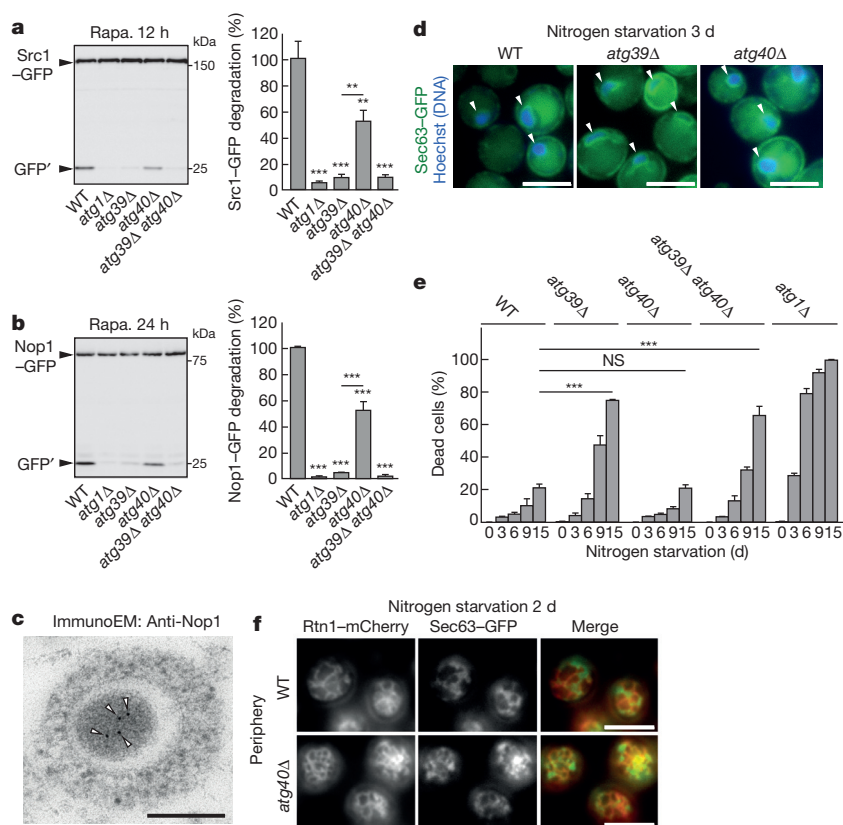 a
Rapa. 12 h
Src1
–GFP
GFP′
kDa
150
25
WT
atg1Δ
atg39Δ
atg40Δ
atg39Δ atg40Δ
Src1–GFP degradation (%)
120
100
80
60
40
20
0
***
***
**
**
***
WT
atg1Δ
atg39Δ
atg40Δ
atg39Δ atg40Δ
b
Rapa. 24 h
Nop1
–GFP
GFP′
kDa
75
25
WT
atg1Δ
atg39Δ
atg40Δ
atg39Δ atg40Δ
Nop1–GFP degradation (%)
120
100
80
60
40
20
0
***
***
***
***
***
WT
atg1Δ
atg39Δ
atg40Δ
atg39Δ atg40Δ
c
ImmunoEM: Anti-Nop1
d
Nitrogen starvation 3 d
WT
atg39Δ
atg40Δ
Sec63–GFP
Hoechst (DNA)
e
WT
atg39Δ
atg40Δ
atg39Δ atg40Δ
atg1Δ
***
NS
***
Dead cells (%)
100
80
60
40
20
0
0 3 6 9 15 0 3 6 9 15 0 3 6 9 15 0 3 6 9 15 0 3 6 9 15
Nitrogen starvation (d)
f
Nitrogen starvation 2 d
Rtn1–mCherry
Sec63–GFP
Merge
Periphery
WT
atg40Δ